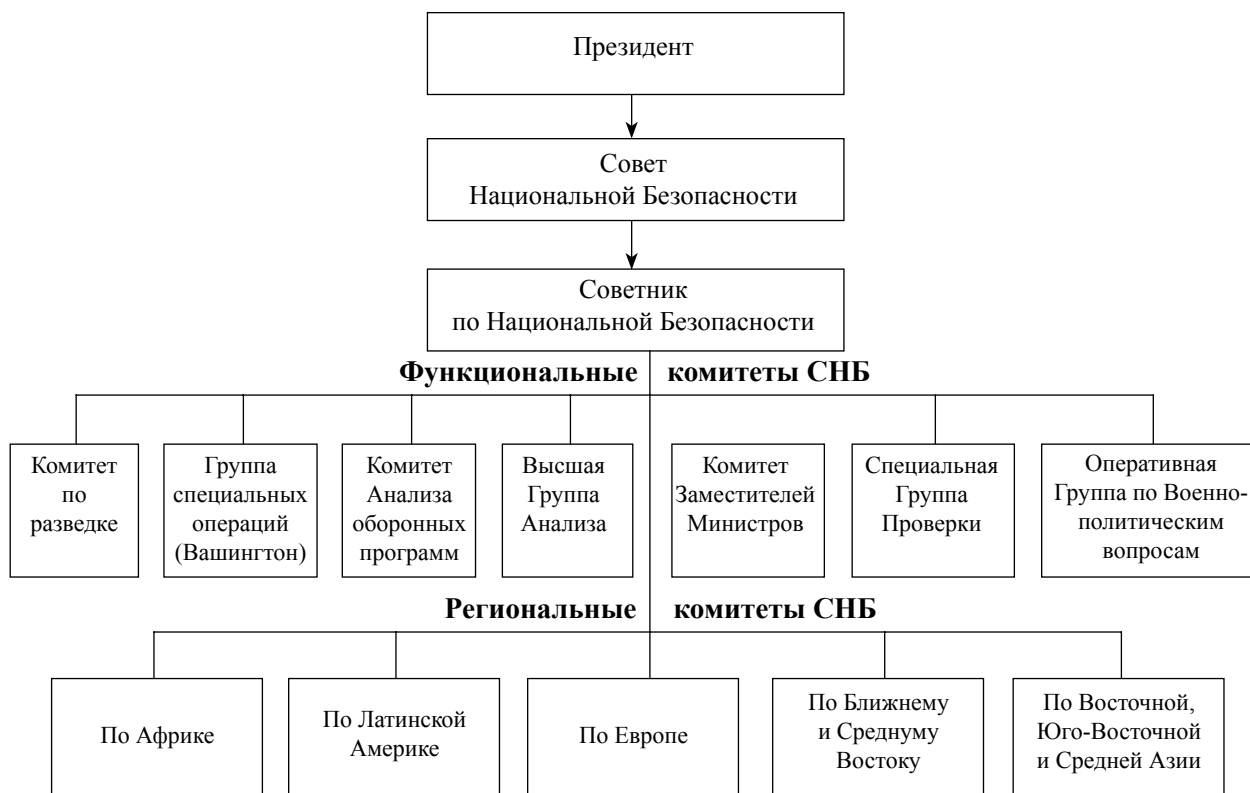 Президент
Совет
Национальной Безопасности
Советник
по Национальной Безопасности
Функциональные комитеты СНБ
Комитет
по
разведке
Группа
специальных
операций
(Вашингтон)
Комитет
Анализа
оборонных
программ
Высшая
Группа
Анализа
Комитет
Заместителей
Министров
Специальная
Группа
Проверки
Оперативная
Группа по Военно-
политическим
вопросам
Региональные комитеты СНБ
По Африке
По Латинской
Америке
По Европе
По Ближнему
и Среднуму
Востоку
По Восточной,
Юго-Восточной
и Средней Азии